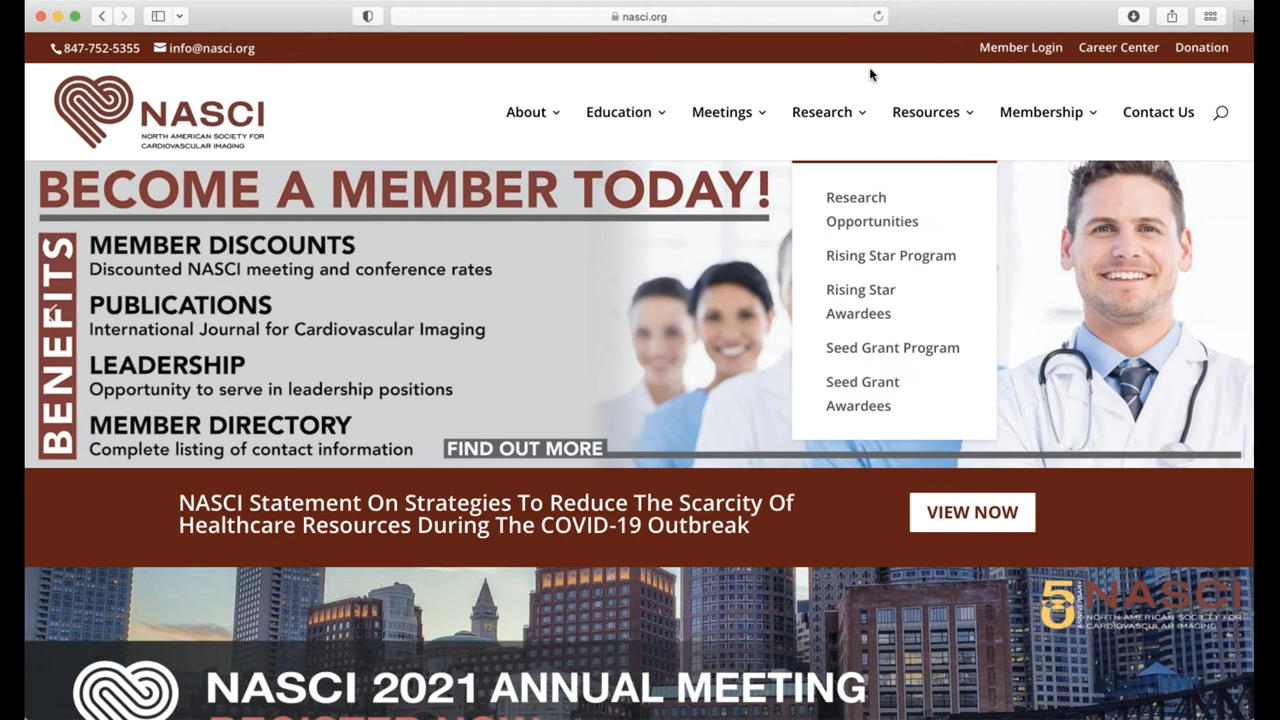 nasci.org
847-752-5355 info@nasci.org Member Login Career Center Donation
NASCI
NORTH AMERICAN SOCIETY FOR
CARDIOVASCULAR IMAGING
About Education Meetings Research Resources Membership Contact Us
BECOME A MEMBER TODAY!
BENEFITS
MEMBER DISCOUNTS
Discounted NASCI meeting and conference rates
PUBLICATIONS
International Journal for Cardiovascular Imaging
LEADERSHIP
Opportunity to serve in leadership positions
MEMBER DIRECTORY
Complete listing of contact information
FIND OUT MORE
Research
Opportunities
Rising Star Program
Rising Star
Awardees
Seed Grant Program
Seed Grant
Awardees
NASCI Statement On Strategies To Reduce The Scarcity Of
Healthcare Resources During The COVID-19 Outbreak
VIEW NOW
50 ANNIVERSARY
NASCI
NORTH AMERICAN SOCIETY FOR
CARDIOVASCULAR IMAGING
NASCI 2021 ANNUAL MEETING
REGISTER NOW